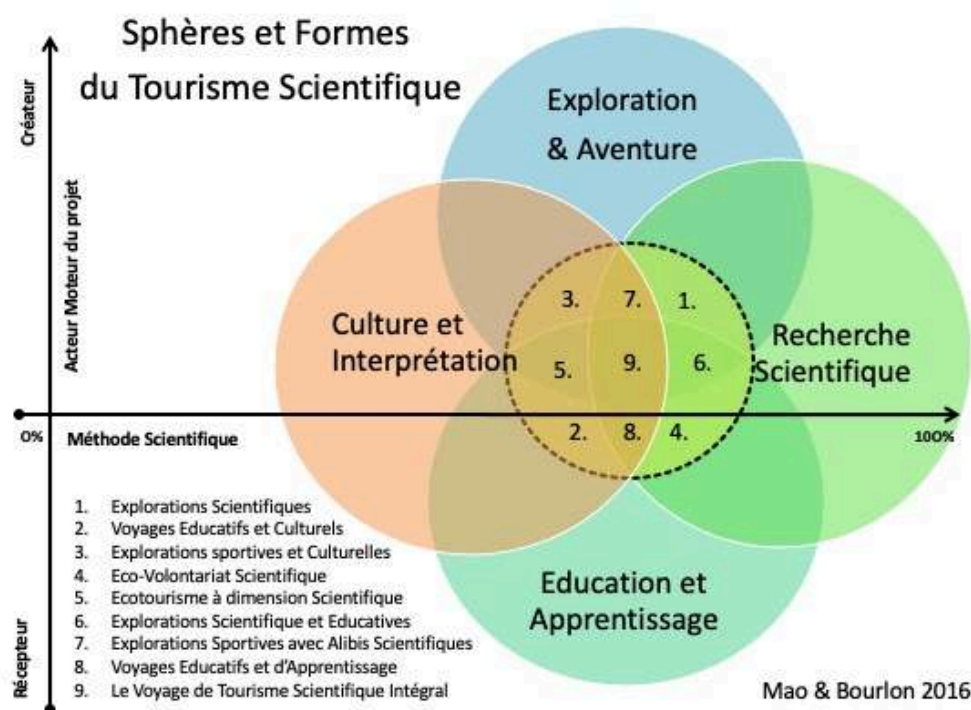 Sphères et Formes
du Tourisme Scientifique
Créateur
Acteur Moteur du projet
Récepteur
Exploration
& Aventure
Culture et
Interprétation
Recherche
Scientifique
3.
7.
1.
5.
9.
6.
2.
8.
4.
0%
Méthode Scientifique
100%
1. Explorations Scientifiques
2. Voyages Educatifs et Culturels
3. Explorations sportives et Culturelles
4. Eco-Volontariat Scientifique
5. Ecotourisme à dimension Scientifique
6. Explorations Scientifique et Educatives
7. Explorations Sportives avec Alibis Scientifiques
8. Voyages Educatifs et d'Apprentissage
9. Le Voyage de Tourisme Scientifique Intégral
Education et
Apprentissage
Mao & Bourlon 2016